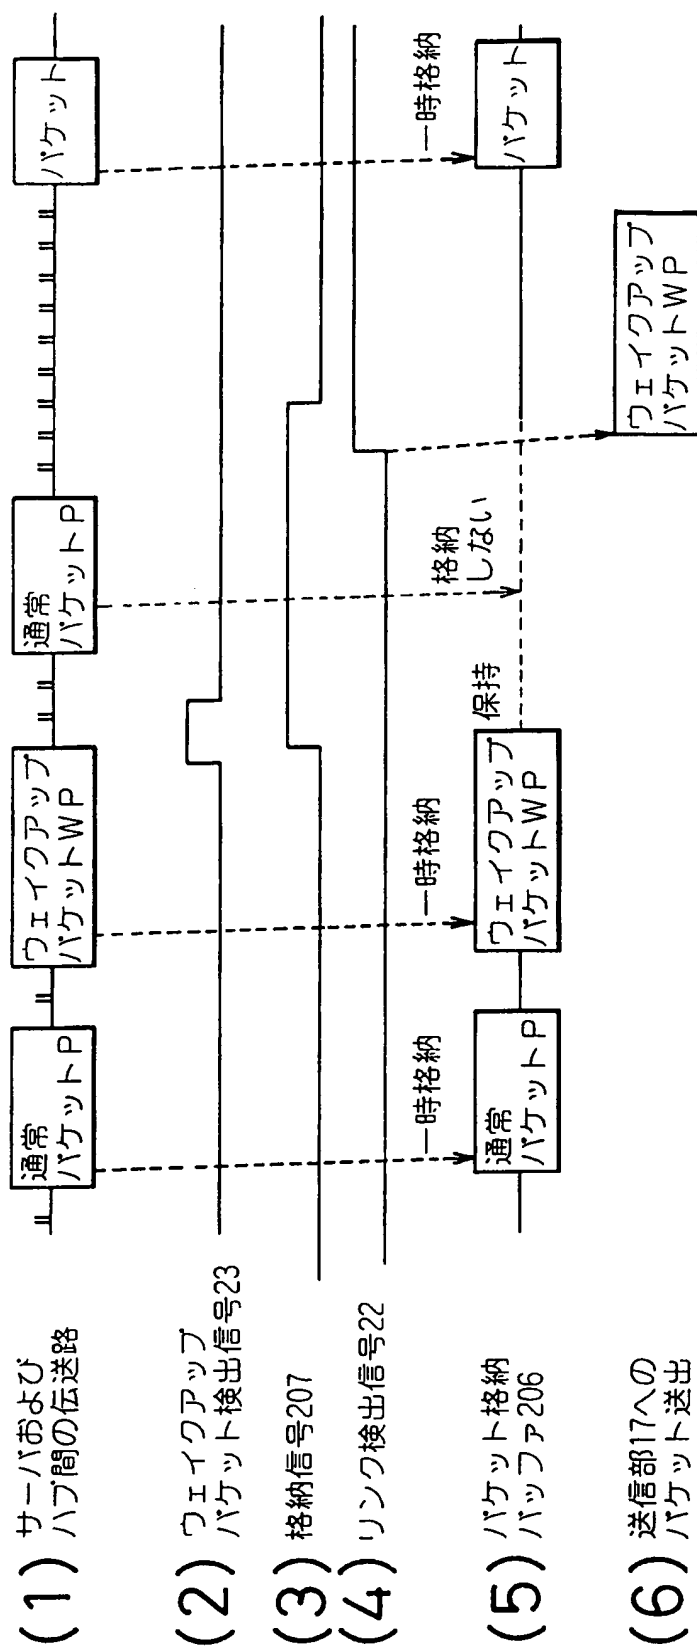 (1) サーバおよび
ハブ間の伝送路
通常
パケットP
ウェイクアップ
パケットWP
通常
パケットP
パケット
(2) ウェイクアップ
パケット検出信号23
(3) 格納信号207
(4) リンク検出信号22
一時格納
一時格納
保持
格納
しない
一時格納
(5) パケット格納
バッファ206
通常
パケットP
ウェイクアップ
パケットWP
パケット
(6) 送信部17への
パケット送出
ウェイクアップ
パケットWP